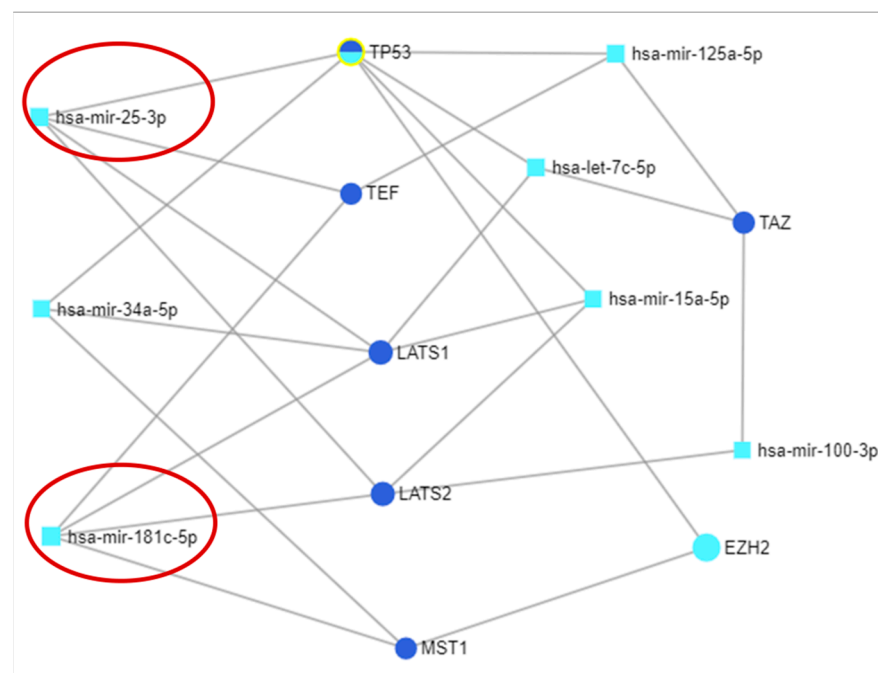 TP53
hsa-mir-125a-5p
hsa-mir-25-3p
hsa-let-7c-5p
TEF
TAZ
hsa-mir-34a-5p
hsa-mir-15a-5p
LATS1
hsa-mir-100-3p
LATS2
hsa-mir-181c-5p
EZH2
MST1